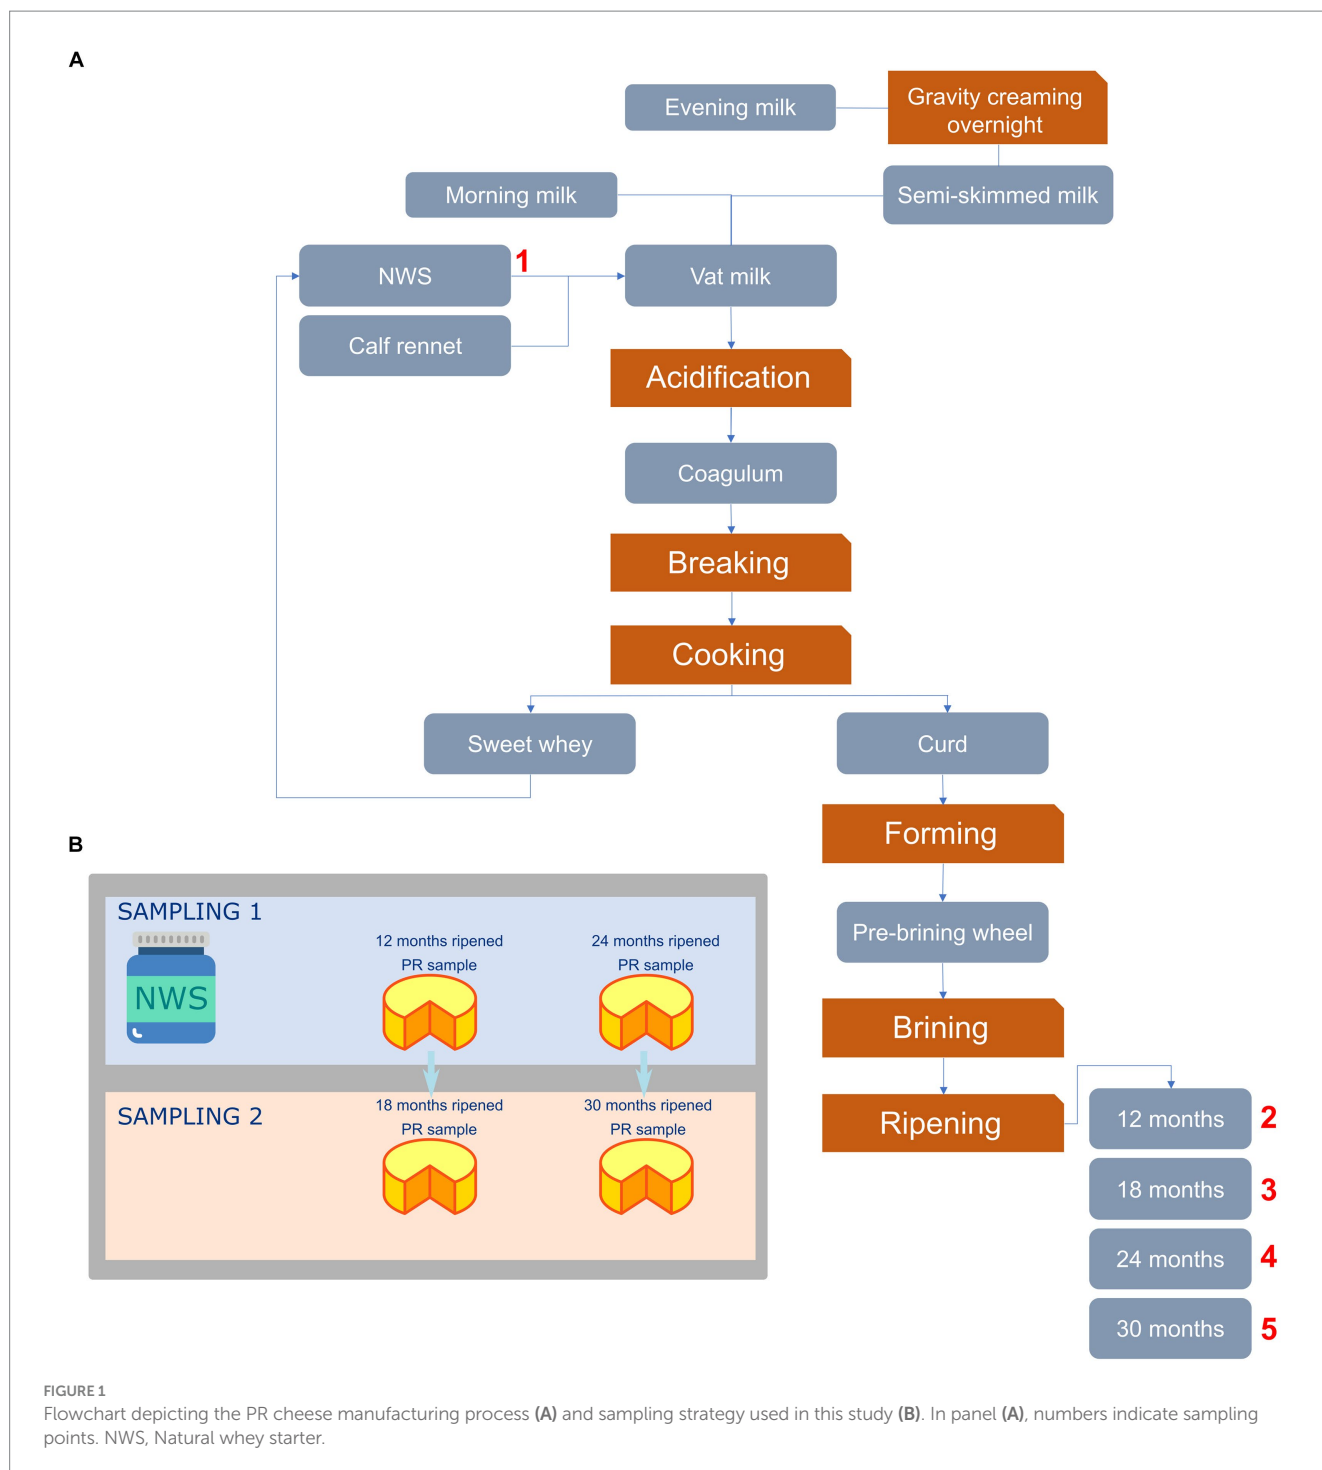 A
Evening milk
Gravity creaming
overnight
Morning milk
Semi-skimmed milk
NWS
1
Vat milk
Calf rennet
Acidification
Coagulum
Breaking
Cooking
Sweet whey
Curd
Forming
Pre-brining wheel
Brining
Ripening
12 months
2
18 months
3
24 months
4
30 months
5
B
SAMPLING 1
NWS
12 months ripened
PR sample
24 months ripened
PR sample
SAMPLING 2
18 months ripened
PR sample
30 months ripened
PR sample
FIGURE 1
Flowchart depicting the PR cheese manufacturing process (A) and sampling strategy used in this study (B). In panel (A), numbers indicate sampling
points. NWS, Natural whey starter.